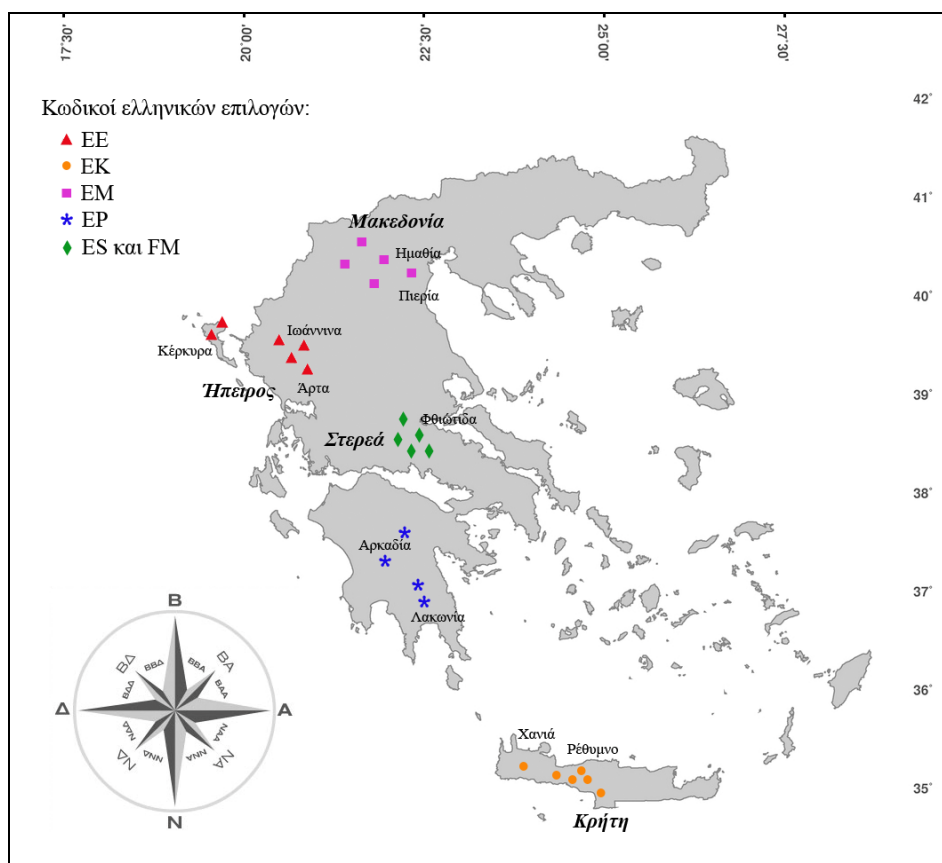 17˚30'
20˚00'
22˚30'
25˚00'
27˚30'
42˚
41˚
40˚
39˚
38˚
37˚
36˚
35˚
Κωδικοί ελληνικών επιλογών:
EE
EK
EM
EP
ES και FM
Μακεδονία
Ημαθία
Πιερία
Ιωάννινα
Κέρκυρα
Άρτα
Ήπειρος
Φθιώτιδα
Στερεά
Αρκαδία
Λακωνία
Χανιά
Ρέθυμνο
Κρήτη
Β
ΒΔ
ΒΒΔ
ΒΒΑ
ΒΑ
ΒΔΔ
ΒΑΑ
Δ
Α
ΝΔΔ
ΝΑΑ
ΝΔ
ΝΝΔ
ΝΝΑ
ΝΑ
Ν